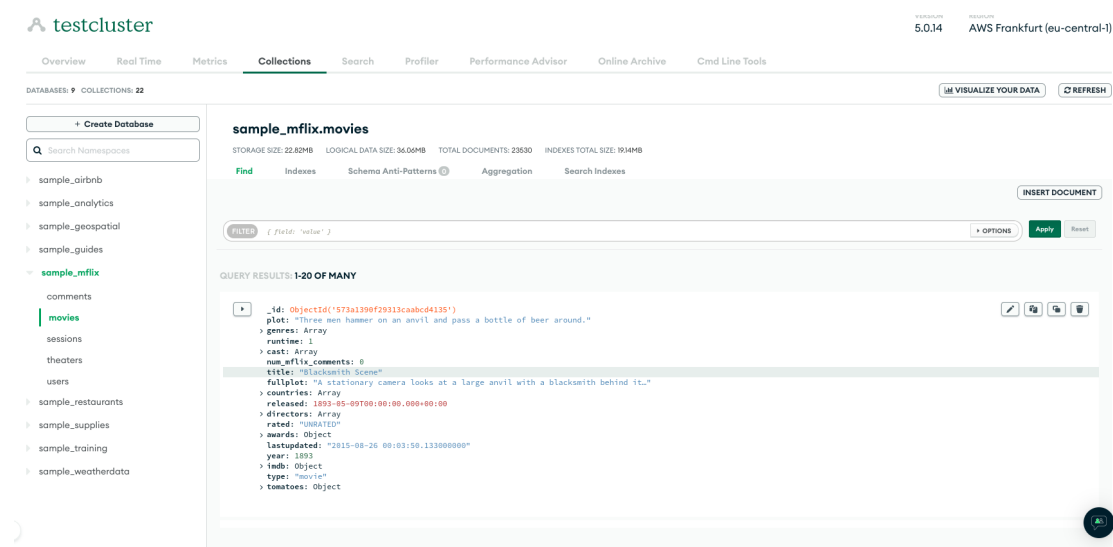 testcluster
VERSION REGION
5.0.14 AWS Frankfurt (eu-central-1)
Overview Real Time Metrics Collections Search Profiler Performance Advisor Online Archive Cmd Line Tools
DATABASES: 9 COLLECTIONS: 22
VISUALIZE YOUR DATA REFRESH
+ Create Database
Search Namespaces
sample_airbnb
sample_analytics
sample_geospatial
sample_guides
sample_mflix
comments
movies
sessions
theaters
users
sample_restaurants
sample_supplies
sample_training
sample_weatherdata
sample_mflix.movies
STORAGE SIZE: 22.82MB LOGICAL DATA SIZE: 36.06MB TOTAL DOCUMENTS: 23530 INDEXES TOTAL SIZE: 19.14MB
Find Indexes Schema Anti-Patterns 0 Aggregation Search Indexes
INSERT DOCUMENT
FILTER { field: 'value' } OPTIONS Apply Reset
QUERY RESULTS: 1-20 OF MANY
_id: ObjectId('573a1390f29313caabcd4135')
plot: "Three men hammer on an anvil and pass a bottle of beer around."
genres: Array
runtime: 1
cast: Array
num_mflix_comments: 0
title: "Blacksmith Scene"
fullplot: "A stationary camera looks at a large anvil with a blacksmith behind it…"
countries: Array
released: 1893-05-09T00:00:00.000+00:00
directors: Array
rated: "UNRATED"
awards: Object
lastupdated: "2015-08-26 00:03:50.133000000"
year: 1893
imdb: Object
type: "movie"
tomatoes: Object